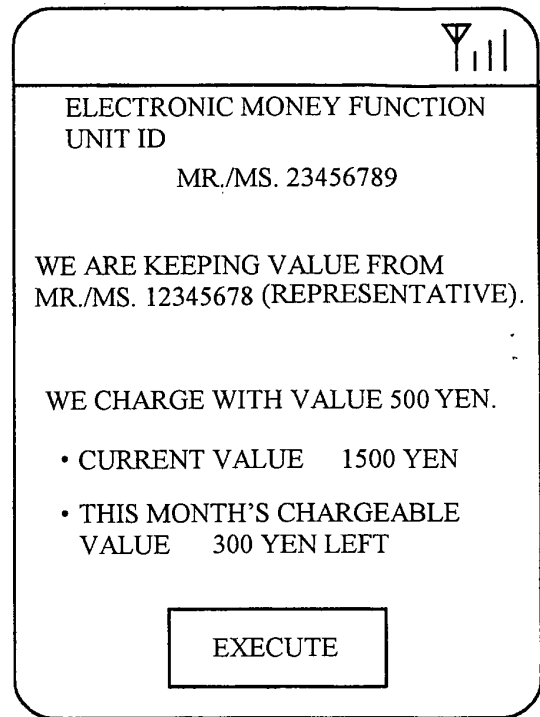 ELECTRONIC MONEY FUNCTION
UNIT ID
MR./MS. 23456789
WE ARE KEEPING VALUE FROM
MR./MS. 12345678 (REPRESENTATIVE).
WE CHARGE WITH VALUE 500 YEN.
• CURRENT VALUE 1500 YEN
• THIS MONTH'S CHARGEABLE
VALUE 300 YEN LEFT
EXECUTE